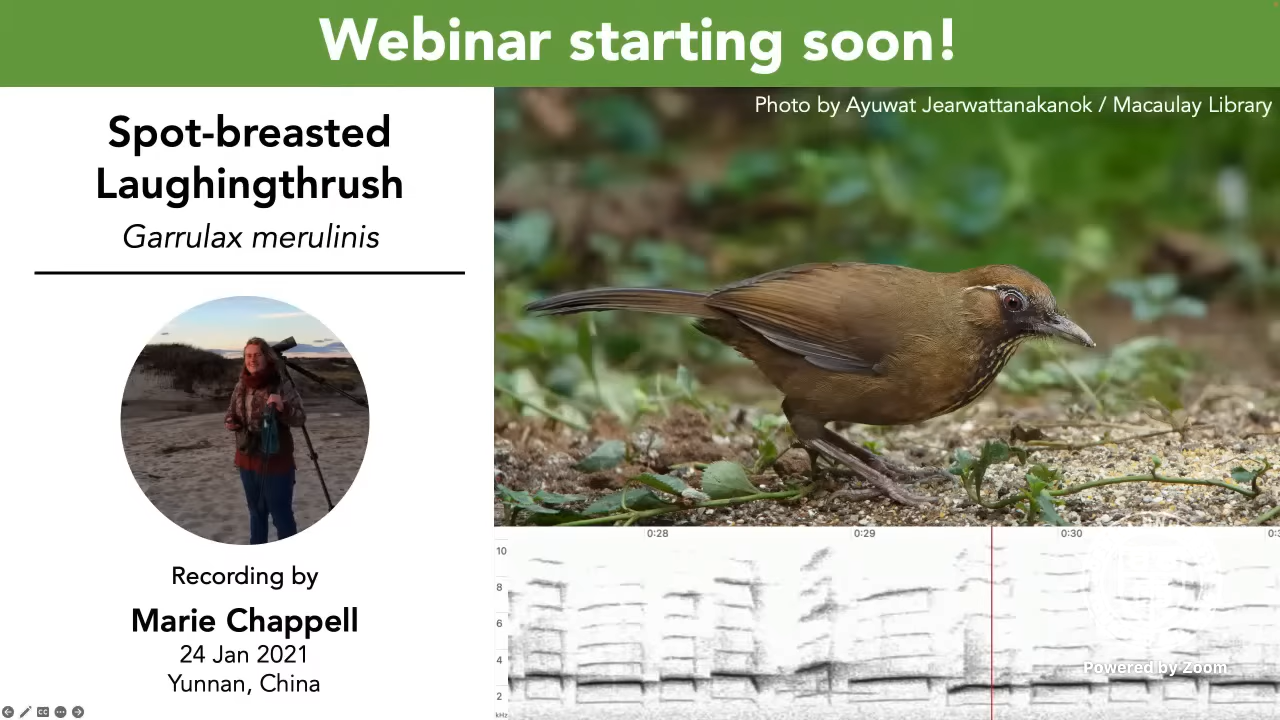 Webinar starting soon!
Photo by Ayuwat Jearwattanakanok / Macaulay Library
Spot-breasted
Laughingthrush
Garrulax merulinis
Recording by
Marie Chappell
24 Jan 2021
Yunnan, China
0:28 0:29 0:30
10
8
6
4
2
kHz
Powered by Zoom
CC